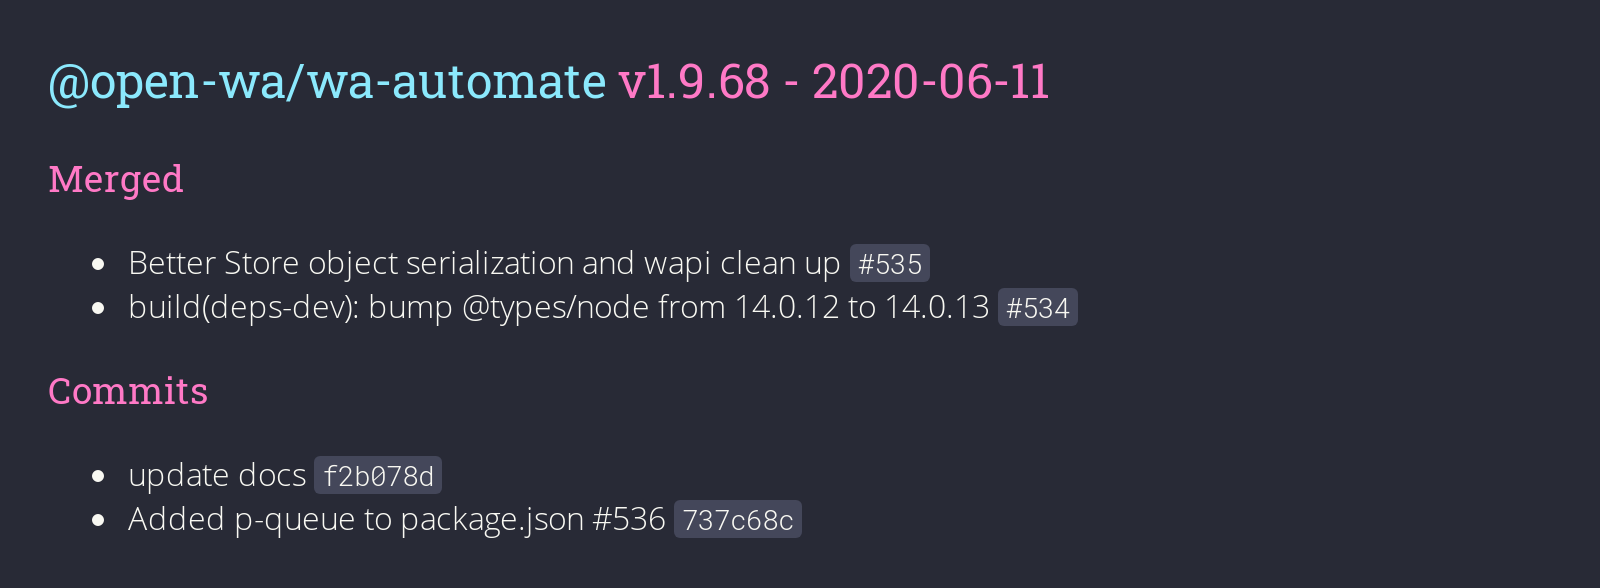 @open-wa/wa-automate v1.9.68 - 2020-06-11
Merged
Better Store object serialization and wapi clean up #535
build(deps-dev): bump @types/node from 14.0.12 to 14.0.13 #534
Commits
update docs f2b078d
Added p-queue to package.json #536 737c68c